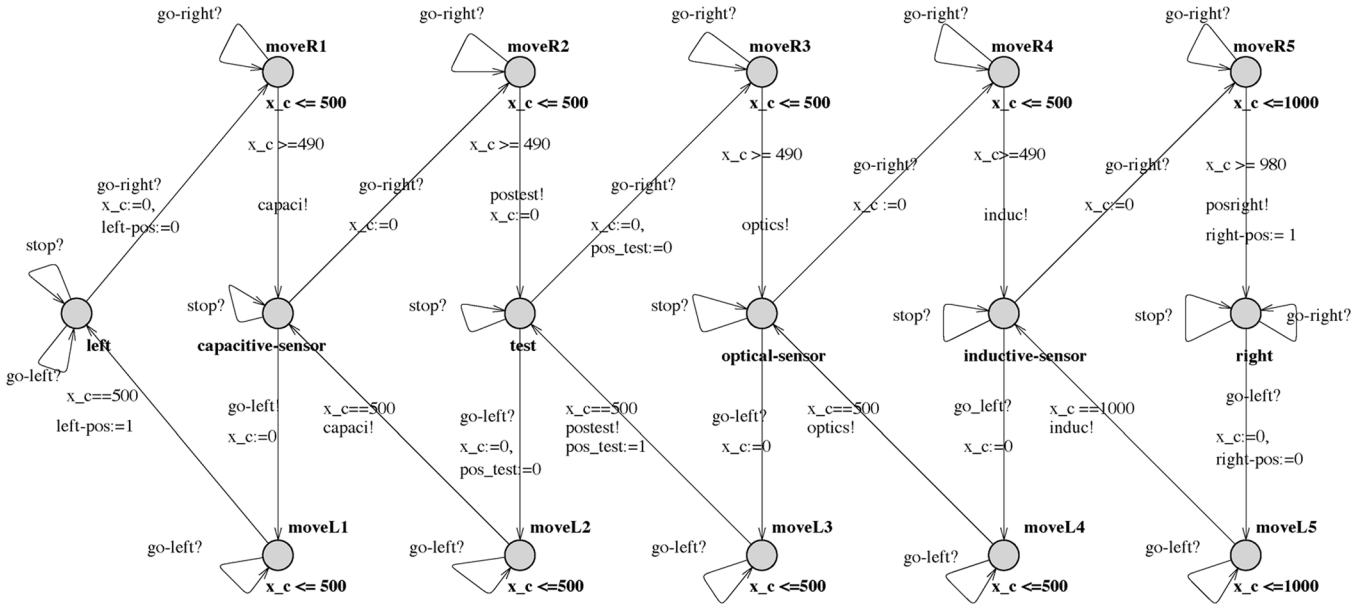 go-right?
go-right?
go-right?
go-right?
go-right?
moveR1
moveR2
moveR3
moveR4
moveR5
x_c <= 500
x_c <= 500
x_c <= 500
x_c <= 500
x_c <=1000
x_c >=490
x_c >= 490
x_c >= 490
x_c>=490
x_c >= 980
go-right?
x_c:=0,
left-pos:=0
capaci!
go-right?
x_c:=0
postest!
x_c:=0
go-right?
x_c:=0,
pos_test:=0
optics!
go-right?
x_c :=0
induc!
go-right?
x_c:=0
posright!
right-pos:= 1
stop?
stop?
stop?
stop?
stop?
stop?
go-right?
left
capacitive-sensor
test
optical-sensor
inductive-sensor
right
go-left?
x_c==500
left-pos:=1
go-left!
x_c:=0
x_c==500
capaci!
go-left?
x_c:=0,
pos_test:=0
x_c==500
postest!
pos_test:=1
go-left?
x_c:=0
x_c==500
optics!
go_left?
x_c:=0
x_c ==1000
induc!
go-left?
x_c:=0,
right-pos:=0
moveL1
moveL2
moveL3
moveL4
moveL5
go-left?
go-left?
go-left?
go-left?
go-left?
x_c <= 500
x_c <=500
x_c <=500
x_c <=500
x_c <=1000